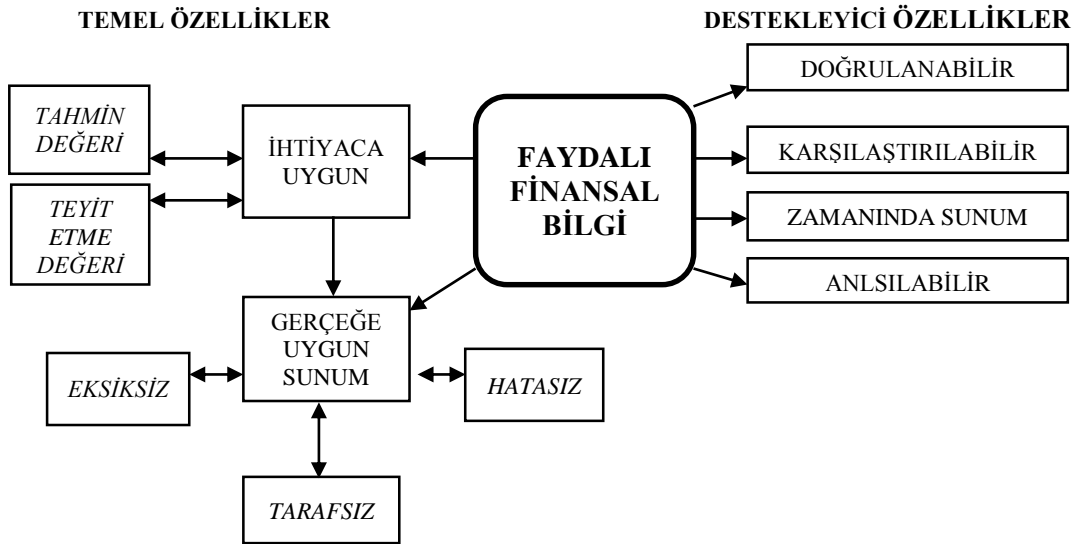 TEMEL ÖZELLİKLER
DESTEKLEYİCİ ÖZELLİKLER
TAHMİN
DEĞERİ
TEYİT
ETME
DEĞERİ
İHTİYACA
UYGUN
FAYDALI
FİNANSAL
BİLGİ
DOĞRULANABİLİR
KARŞILAŞTIRILABİLİR
ZAMANINDA SUNUM
ANLSILABİLİR
GERÇEĞE
UYGUN
SUNUM
EKSİKSİZ
HATASIZ
TARAFSIZ